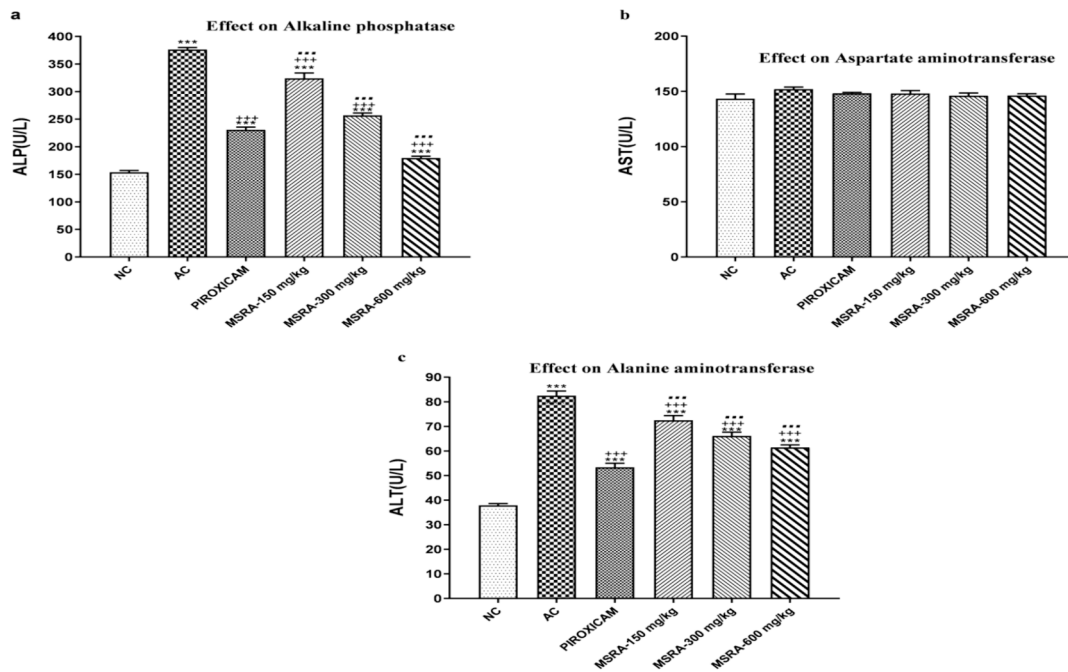 a
Effect on Alkaline phosphatase
ALP(U/L)
400
350
300
250
200
150
100
50
0
***
+++
***
▪▪▪
+++
***
▪▪▪
+++
***
▪▪▪
+++
***
NC
AC
PIROXICAM
MSRA-150 mg/kg
MSRA-300 mg/kg
MSRA-600 mg/kg
b
Effect on Aspartate aminotransferase
AST(U/L)
200
150
100
50
0
NC
AC
PIROXICAM
MSRA-150 mg/kg
MSRA-300 mg/kg
MSRA-600 mg/kg
c
Effect on Alanine aminotransferase
ALT(U/L)
90
80
70
60
50
40
30
20
10
0
***
+++
***
▪▪▪
+++
***
▪▪▪
+++
***
▪▪▪
+++
***
NC
AC
PIROXICAM
MSRA-150 mg/kg
MSRA-300 mg/kg
MSRA-600 mg/kg